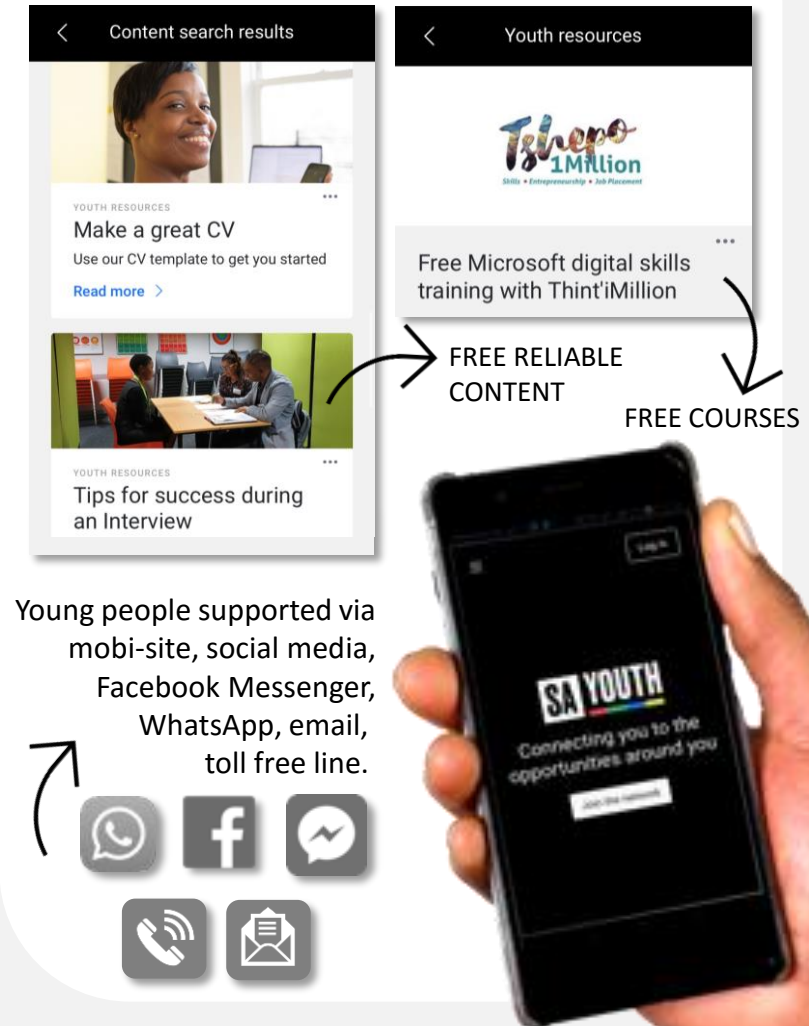 Content search results
YOUTH RESOURCES
Make a great CV
Use our CV template to get you started
Read more >
YOUTH RESOURCES
Tips for success during
an Interview
Youth resources
Tshepo
1Million
Skills • Entrepreneurship • Job Placement
Free Microsoft digital skills
training with Thint'iMillion
FREE RELIABLE
CONTENT
FREE COURSES
Young people supported via
mobi-site, social media,
Facebook Messenger,
WhatsApp, email,
toll free line.
Log in
SA YOUTH
Connecting you to the
opportunities around you
Join the network